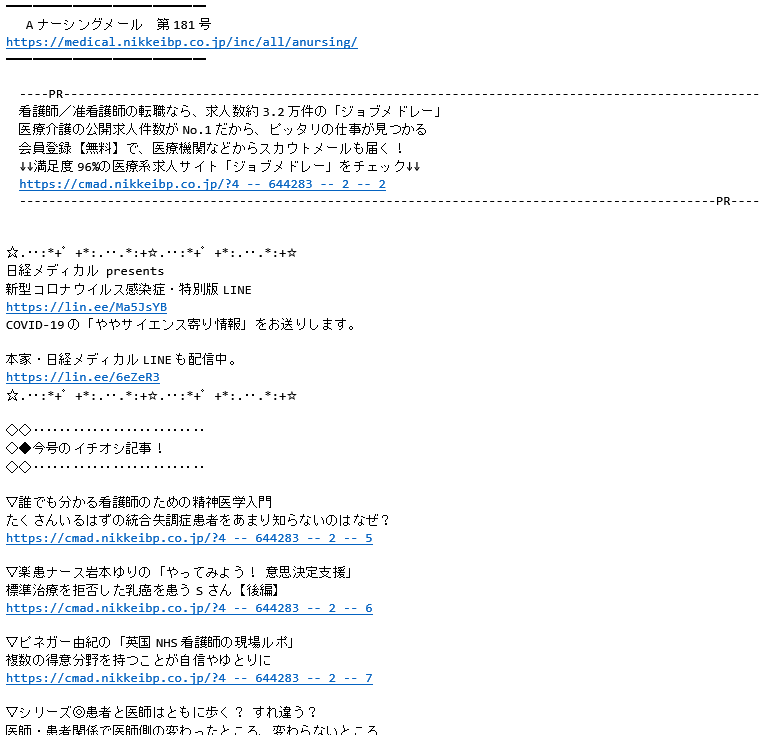 ━━━━━━━━━━━━━━━
Aナーシングメール　第181号
https://medical.nikkeibp.co.jp/inc/all/anursing/
━━━━━━━━━━━━━━━
----PR-----------------------------------------------------------------------------------------------
看護師／准看護師の転職なら、求人数約3.2万件の「ジョブメドレー」
医療介護の公開求人件数がNo.1だから、ピッタリの仕事が見つかる
会員登録【無料】で、医療機関などからスカウトメールも届く！
↓↓満足度96%の医療系求人サイト「ジョブメドレー」をチェック↓↓
https://cmad.nikkeibp.co.jp/?4 -- 644283 -- 2 -- 2
-----------------------------------------------------------------------------------------------PR----
☆.･･:*+ﾟ +*:.･･.*:+☆.･･:*+ﾟ +*:.･･.*:+☆
日経メディカル presents
新型コロナウイルス感染症・特別版LINE
https://lin.ee/Ma5JsYB
COVID-19の「ややサイエンス寄り情報」をお送りします。
本家・日経メディカルLINEも配信中。
https://lin.ee/6eZeR3
☆.･･:*+ﾟ +*:.･･.*:+☆.･･:*+ﾟ +*:.･･.*:+☆
◇◇‥‥‥‥‥‥‥‥‥‥‥‥‥
◇◆今号のイチオシ記事！
◇◇‥‥‥‥‥‥‥‥‥‥‥‥‥
▽誰でも分かる看護師のための精神医学入門
たくさんいるはずの統合失調症患者をあまり知らないのはなぜ？
https://cmad.nikkeibp.co.jp/?4 -- 644283 -- 2 -- 5
▽楽患ナース岩本ゆりの「やってみよう！ 意思決定支援」
標準治療を拒否した乳癌を患うSさん【後編】
https://cmad.nikkeibp.co.jp/?4 -- 644283 -- 2 -- 6
▽ビネガー由紀の「英国NHS看護師の現場ルポ」
複数の得意分野を持つことが自信やゆとりに
https://cmad.nikkeibp.co.jp/?4 -- 644283 -- 2 -- 7
▽シリーズ◎患者と医師はともに歩く？ すれ違う？
医師・患者関係で医師側の変わったところ、変わらないところ